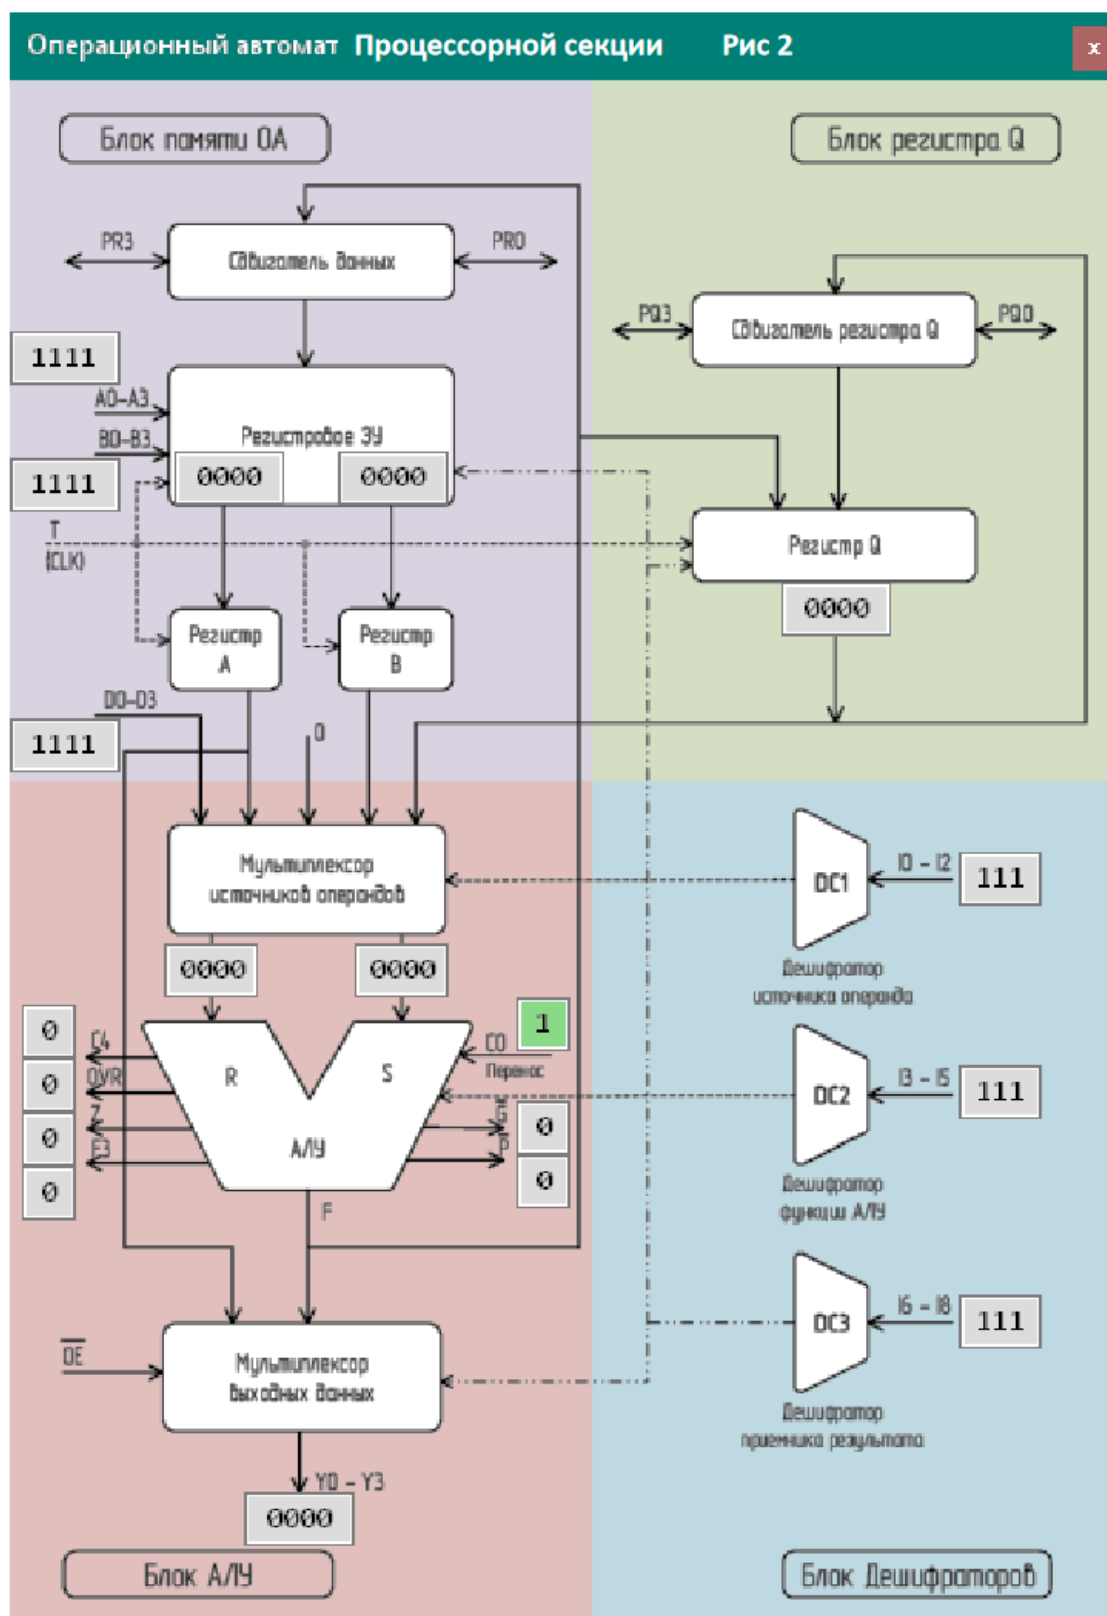 Операционный автомат Процессорной секции Рис 2 x
Блок памяти ОА
Блок регистра Q
PR3
PR0
Сдвигатель данных
PQ3
PQ0
Сдвигатель регистра Q
1111
A0-A3
B0-B3
Регистровое ЗУ
0000 0000
1111
T
(CLK)
Регистр Q
0000
Регистр
A
Регистр
B
D0-D3
1111
0
Мультиплексор
источников операндов
DC1
I0 - I2
111
Дешифратор
источника операнда
0000 0000
0
C4
0
OVR
0
Z
0
R
S
АЛУ
C0
1
Перенос
0
0
F
DC2
I3 - I5
111
Дешифратор
функции АЛУ
DC3
I6 - I8
111
Дешифратор
приемника результата
OE
Мультиплексор
выходных данных
Y0 - Y3
0000
Блок АЛУ
Блок Дешифраторов